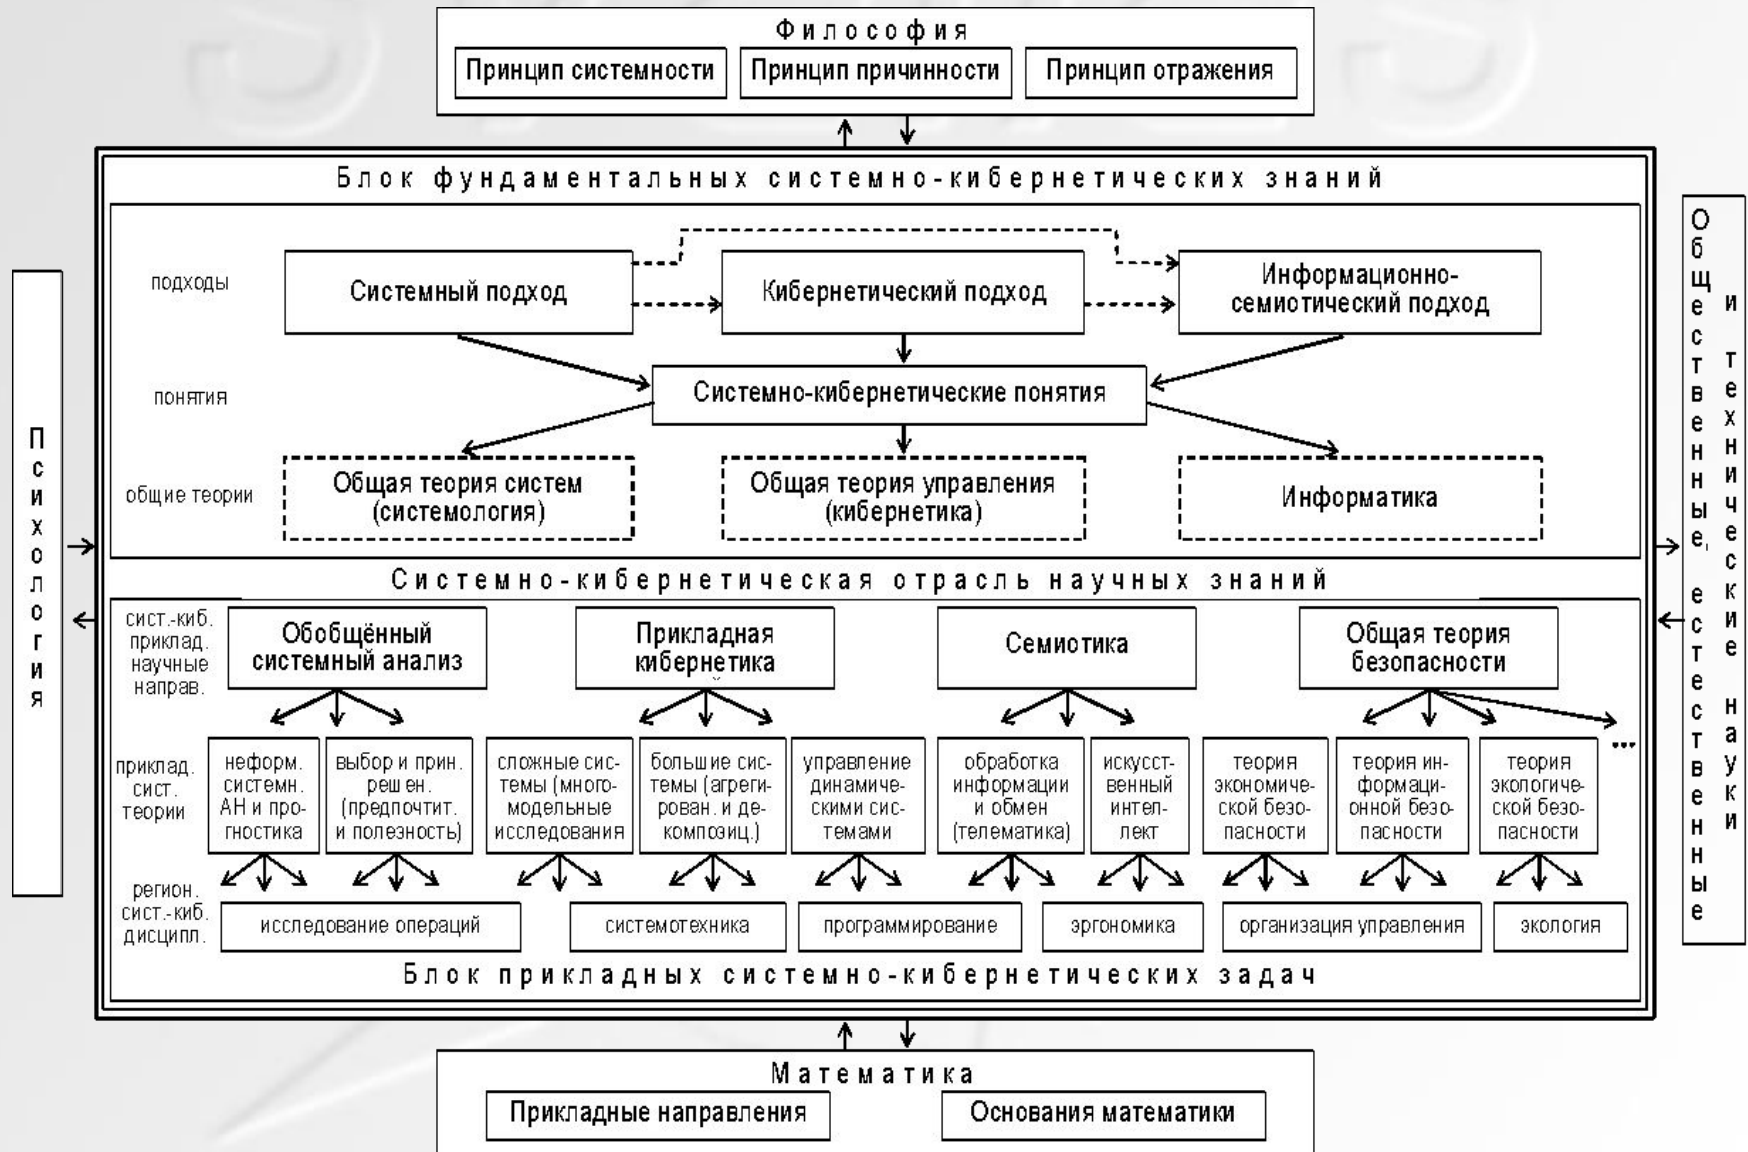 Философия
Принцип системности
Принцип причинности
Принцип отражения
Блок фундаментальных системно-кибернетических знаний
подходы
Системный подход
Кибернетический подход
Информационно-
семиотический подход
понятия
Системно-кибернетические понятия
общие теории
Общая теория систем
(системология)
Общая теория управления
(кибернетика)
Информатика
Психология
Общественные, естественные
и технические науки
Системно-кибернетическая отрасль научных знаний
сист.-киб.
приклад.
научные
направ.
Обобщённый
системный анализ
Прикладная
кибернетика
Семиотика
Общая теория
безопасности
приклад.
сист.
теории
неформ.
системн.
АН и про-
гностика
выбор и прин.
решен.
(предпочтит.
и полезность)
сложные сис-
темы (много-
модельные
исследования
большие сис-
темы (агреги-
рован. и де-
композиц.)
управление
динамиче-
скими сис-
темами
обработка
информации
и обмен
(телематика)
искусст-
венный
интел-
лект
теория
экономиче-
ской безо-
пасности
теория ин-
формаци-
онной безо-
пасности
теория
экологиче-
ской безо-
пасности
...
регион.
сист.-киб.
дисципл.
исследование операций
системотехника
программирование
эргономика
организация управления
экология
Блок прикладных системно-кибернетических задач
Математика
Прикладные направления
Основания математики